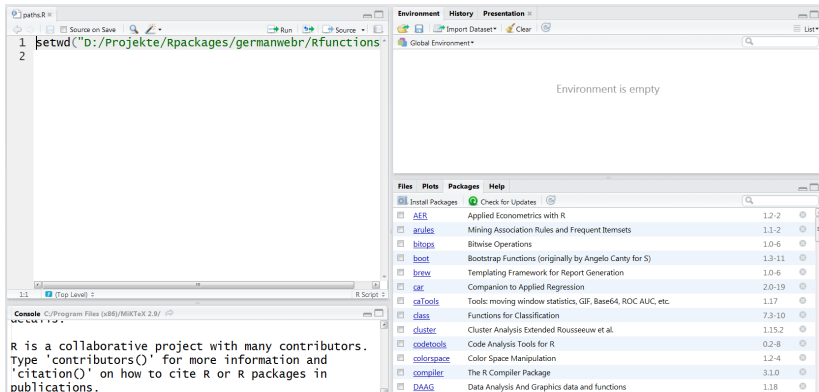 paths.R
Source on Save
Run
Source
1 setwd("D:/Projekte/Rpackages/germanwebr/Rfunctions
2
1:1 (Top Level) R Script
Console C:/Program Files (x86)/MiKTeX 2.9/
R is a collaborative project with many contributors.
Type 'contributors()' for more information and
'citation()' on how to cite R or R packages in
publications.
Environment History Presentation
Import Dataset Clear List
Global Environment
Environment is empty
Files Plots Packages Help
Install Packages Check for Updates
AER Applied Econometrics with R 1.2-2
arules Mining Association Rules and Frequent Itemsets 1.1-2
bitops Bitwise Operations 1.0-6
boot Bootstrap Functions (originally by Angelo Canty for S) 1.3-11
brew Templating Framework for Report Generation 1.0-6
car Companion to Applied Regression 2.0-19
caTools Tools: moving window statistics, GIF, Base64, ROC AUC, etc. 1.17
class Functions for Classification 7.3-10
cluster Cluster Analysis Extended Rousseeuw et al. 1.15.2
codetools Code Analysis Tools for R 0.2-8
colorspace Color Space Manipulation 1.2-4
compiler The R Compiler Package 3.1.0
DAAG Data Analysis And Graphics data and functions 1.18